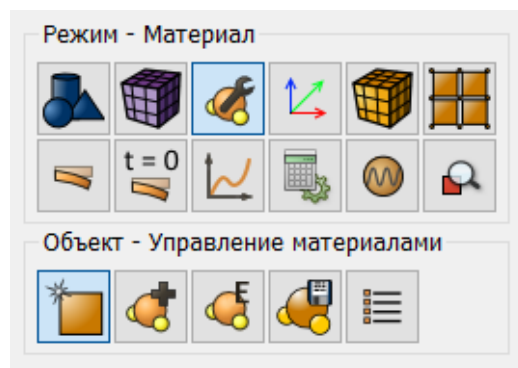 Режим - Материал
t = 0
Объект - Управление материалами
E